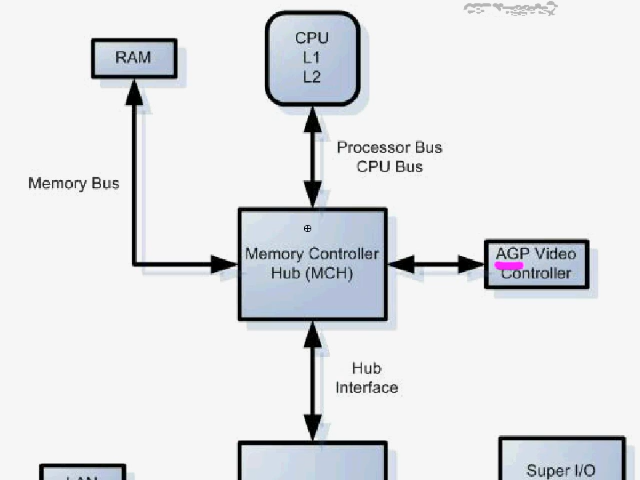 CPU
L1
L2
RAM
Processor Bus
CPU Bus
Memory Bus
Memory Controller
Hub (MCH)
AGP Video
Controller
Hub
Interface
LAN
Super I/O